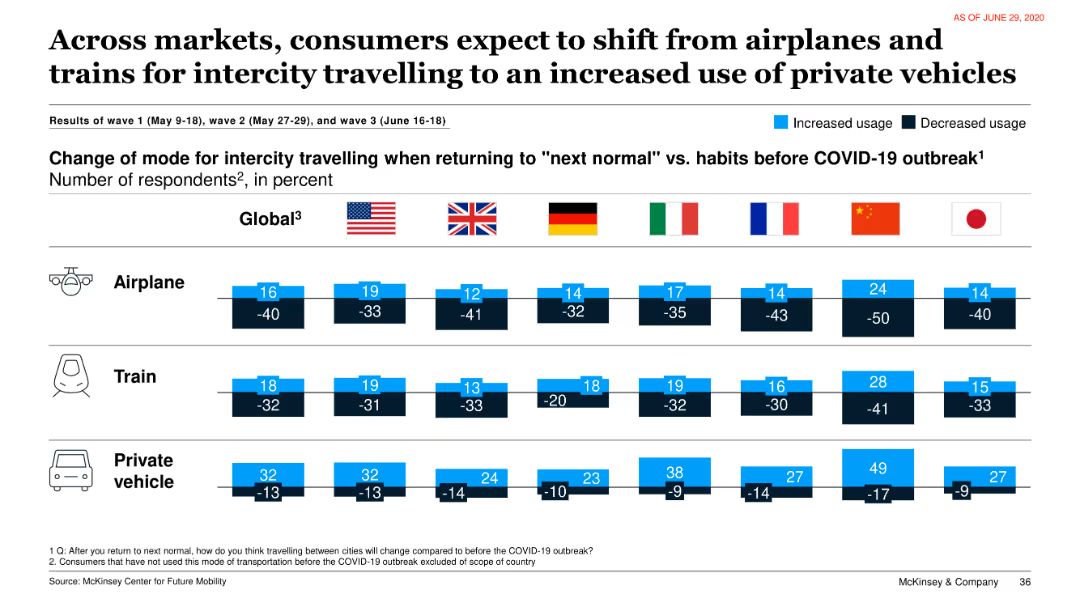 AS OF JUNE 29, 2020
Across markets, consumers expect to shift from airplanes and
trains for intercity travelling to an increased use of private vehicles
Results of wave 1 (May 9-18), wave 2 (May 27-29), and wave 3 (June 16-18)
Increased usage Decreased usage
Change of mode for intercity travelling when returning to "next normal" vs. habits before COVID-19 outbreak¹
Number of respondents², in percent
Global³
Airplane
16 19 12 14 17 14 24 14
-40 -33 -41 -32 -35 -43 -50 -40
Train
18 19 13 18 19 16 28 15
-32 -31 -33 -20 -32 -30 -41 -33
Private
vehicle
32 32 24 23 38 27 49 27
-13 -13 -14 -10 -9 -14 -17 -9
1 Q: After you return to next normal, how do you think travelling between cities will change compared to before the COVID-19 outbreak?
2. Consumers that have not used this mode of transportation before the COVID-19 outbreak excluded of scope of country
Source: McKinsey Center for Future Mobility
McKinsey & Company 36